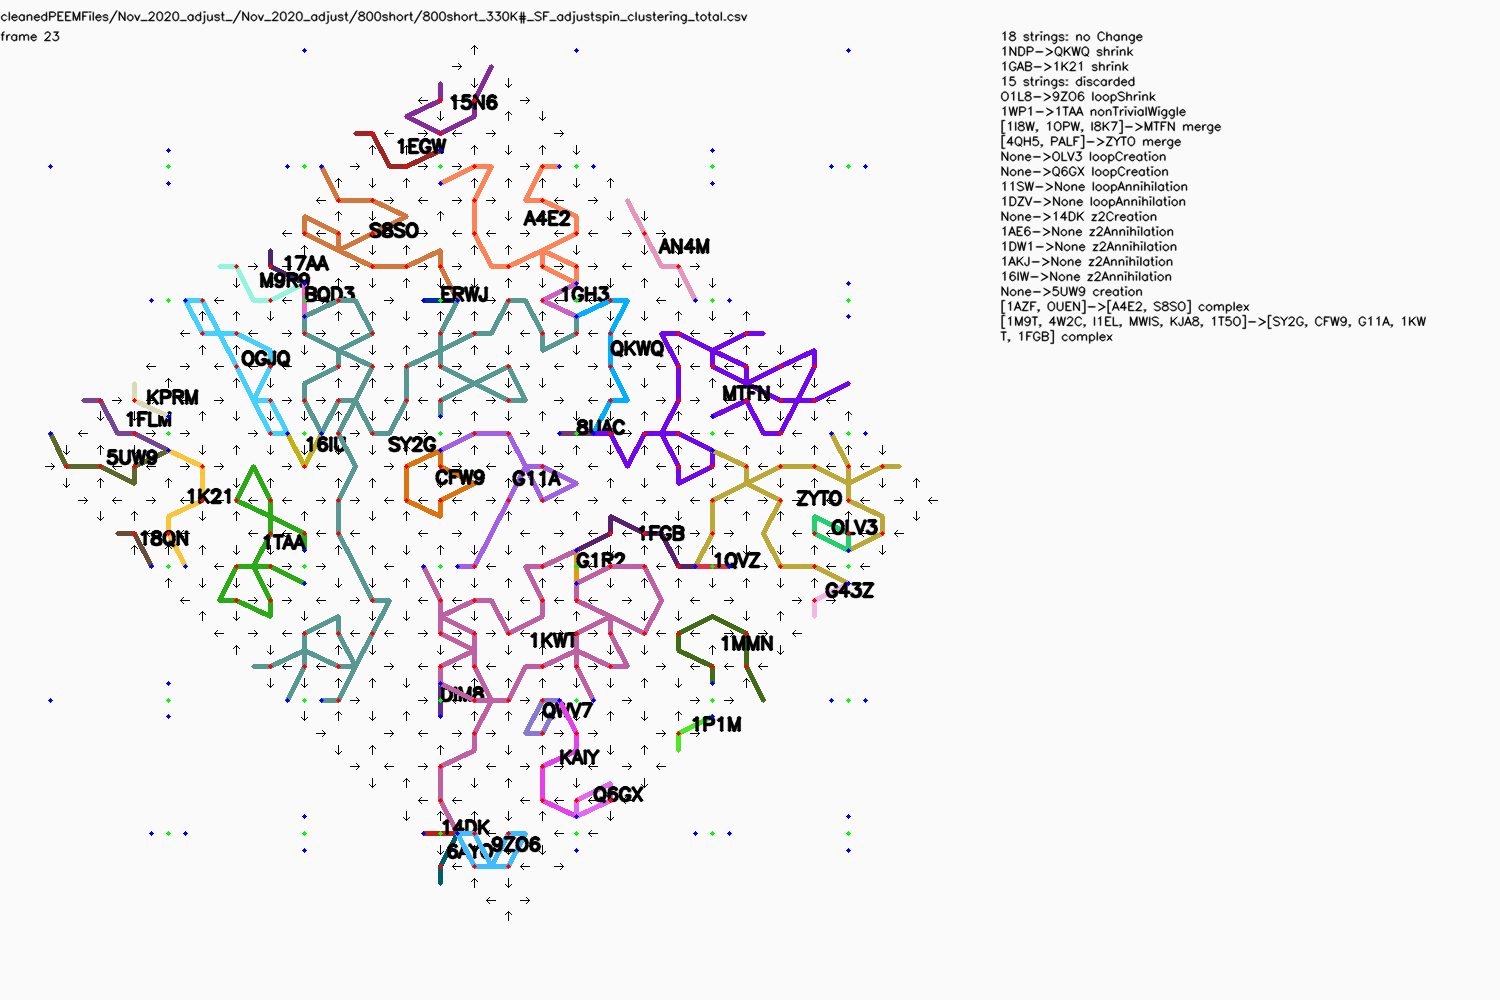 cleanedPEEMFiles/Nov_2020_adjust_/Nov_2020_adjust/800short/800short_330K#_SF_adjustspin_clustering_total.csv
frame 23
18 strings: no Change
1NDP->QKWQ shrink
1GAB->1K21 shrink
15 strings: discarded
O1L8->9ZO6 loopShrink
1WP1->1TAA nonTrivialWiggle
[1I8W, 1OPW, I8K7]->MTFN merge
[4QH5, PALF]->ZYTO merge
None->OLV3 loopCreation
None->Q6GX loopCreation
11SW->None loopAnnihilation
1DZV->None loopAnnihilation
None->14DK z2Creation
1AE6->None z2Annihilation
1DW1->None z2Annihilation
1AKJ->None z2Annihilation
16IW->None z2Annihilation
None->5UW9 creation
[1AZF, OUEN]->[A4E2, S8SO] complex
[1M9T, 4W2C, I1EL, MWIS, KJA8, 1T5O]->[SY2G, CFW9, G11A, 1KW
T, 1FGB] complex
15N6
1EGW
A4E2
S8SO
AN4M
17AA
M9R9
BQD3
ERWJ
1GH3
QKWQ
OGJQ
MTFN
KPRM
1FLM
8UAC
16IU
SY2G
5UW9
CFW9
G11A
1K21
ZYTO
OLV3
1FGB
18QN
1TAA
G1R2
1QVZ
G43Z
1KWT
1MMN
DIM8
QWV7
1P1M
KAIY
Q6GX
14DK
9ZO6
6AYO